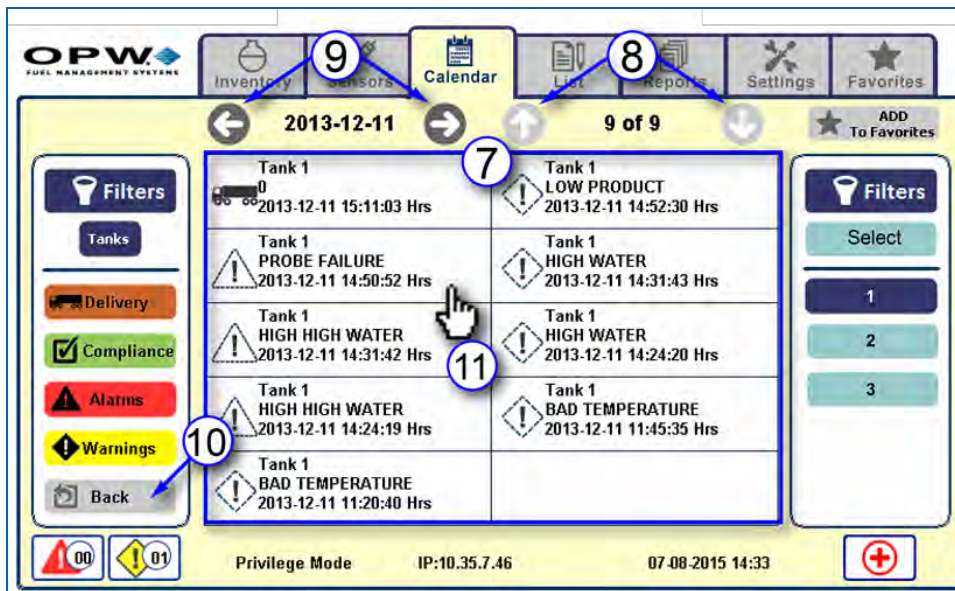 OPW
FUEL MANAGEMENT SYSTEMS
Inventory
Sensors
Calendar
List
Reports
Settings
Favorites
9
8
2013-12-11
9 of 9
ADD
To Favorites
7
Filters
Tanks
Delivery
Compliance
Alarms
Warnings
Back
10
Tank 1
0
2013-12-11 15:11:03 Hrs
Tank 1
LOW PRODUCT
2013-12-11 14:52:30 Hrs
Tank 1
PROBE FAILURE
2013-12-11 14:50:52 Hrs
Tank 1
HIGH WATER
2013-12-11 14:31:43 Hrs
Tank 1
HIGH HIGH WATER
2013-12-11 14:31:42 Hrs
11
Tank 1
HIGH WATER
2013-12-11 14:24:20 Hrs
Tank 1
HIGH HIGH WATER
2013-12-11 14:24:19 Hrs
Tank 1
BAD TEMPERATURE
2013-12-11 11:45:35 Hrs
Tank 1
BAD TEMPERATURE
2013-12-11 11:20:40 Hrs
Filters
Select
1
2
3
00
01
Privilege Mode
IP:10.35.7.46
07-08-2015 14:33